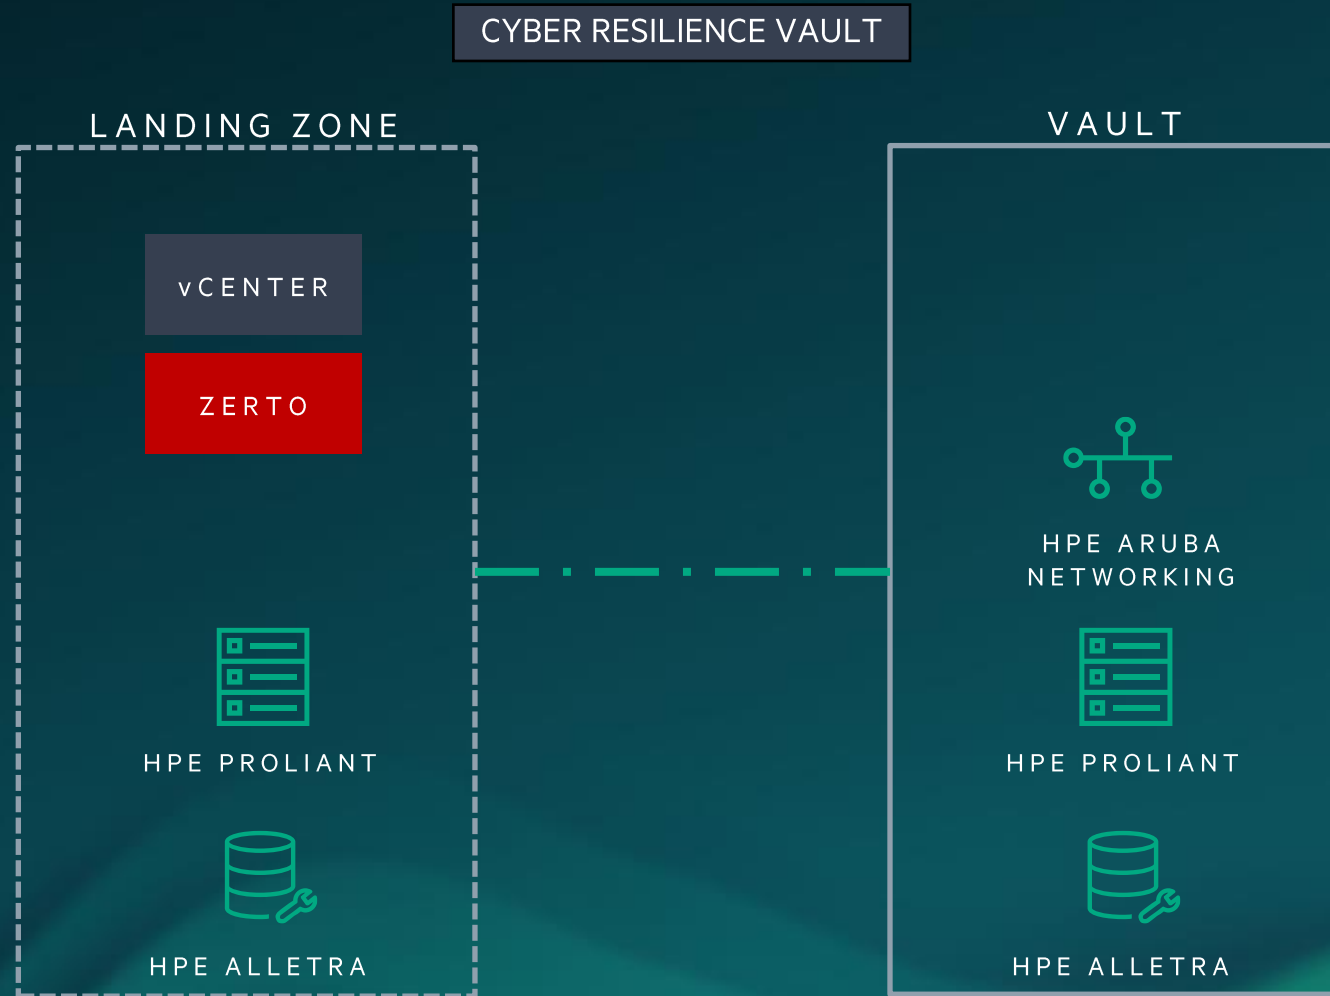 CYBER RESILIENCE VAULT
LANDING ZONE
vCENTER
ZERTO
HPE PROLIANT
HPE ALLETRA
VAULT
HPE ARUBA
NETWORKING
HPE PROLIANT
HPE ALLETRA